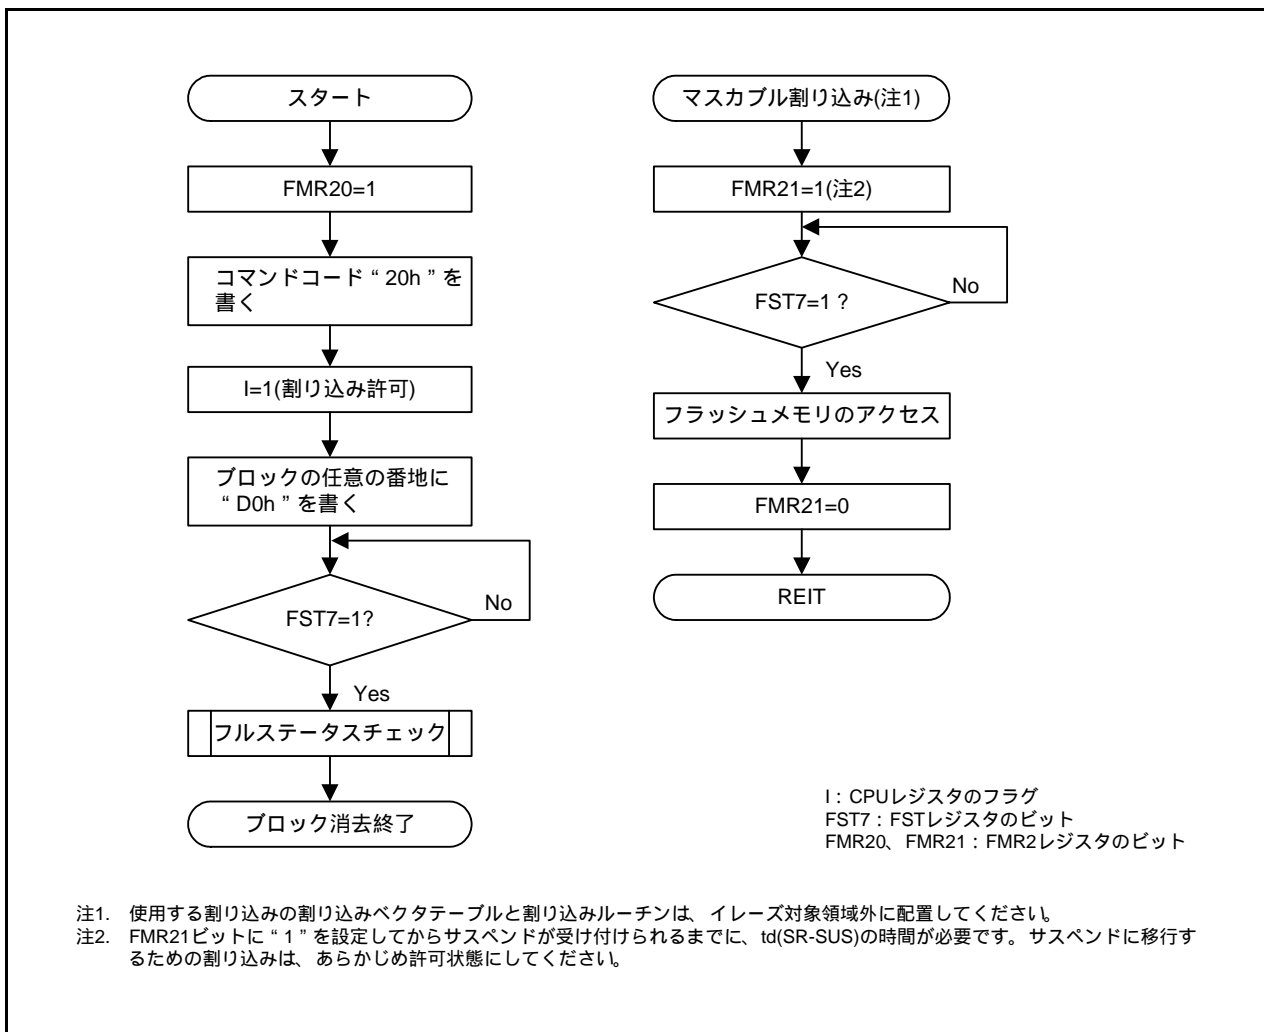 スタート
FMR20=1
コマンドコード“20h”を
書く
I=1(割り込み許可)
ブロックの任意の番地に
“D0h”を書く
FST7=1?
No
Yes
フルステータスチェック
ブロック消去終了
マスカブル割り込み(注1)
FMR21=1(注2)
FST7=1 ?
No
Yes
フラッシュメモリのアクセス
FMR21=0
REIT
I：CPUレジスタのフラグ
FST7：FSTレジスタのビット
FMR20、FMR21：FMR2レジスタのビット
注1. 使用する割り込みの割り込みベクタテーブルと割り込みルーチンは、イレーズ対象領域外に配置してください。
注2. FMR21ビットに“1”を設定してからサスペンドが受け付けられるまでに、td(SR-SUS)の時間が必要です。サスペンドに移行す
るための割り込みは、あらかじめ許可状態にしてください。